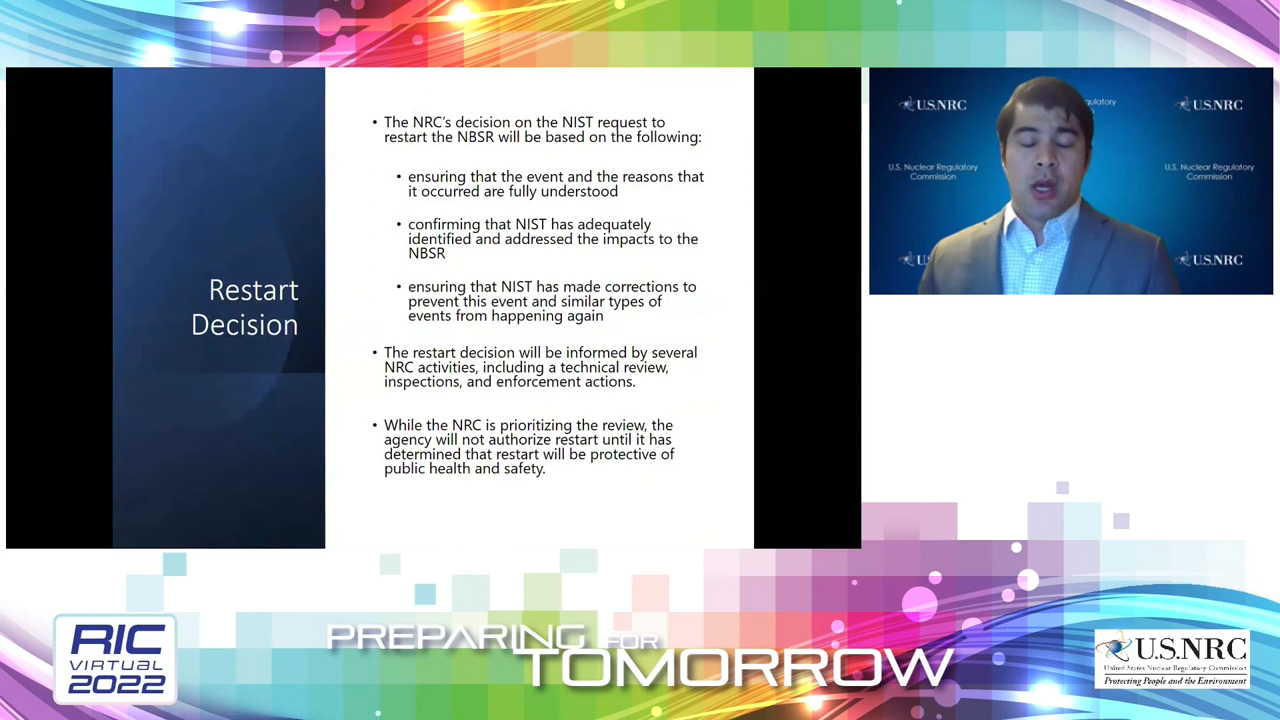 Restart
Decision
• The NRC's decision on the NIST request to
restart the NBSR will be based on the following:
• ensuring that the event and the reasons that
it occurred are fully understood
• confirming that NIST has adequately
identified and addressed the impacts to the
NBSR
• ensuring that NIST has made corrections to
prevent this event and similar types of
events from happening again
• The restart decision will be informed by several
NRC activities, including a technical review,
inspections, and enforcement actions.
• While the NRC is prioritizing the review, the
agency will not authorize restart until it has
determined that restart will be protective of
public health and safety.
U.S.NRC
U.S. Nuclear Regulatory
Commission
U.S.NRC
U.S. Nuclear Regulatory
Commission
U.S.NRC
RIC
VIRTUAL
2022
PREPARING FOR
TOMORROW
U.S.NRC
United States Nuclear Regulatory Commission
Protecting People and the Environment